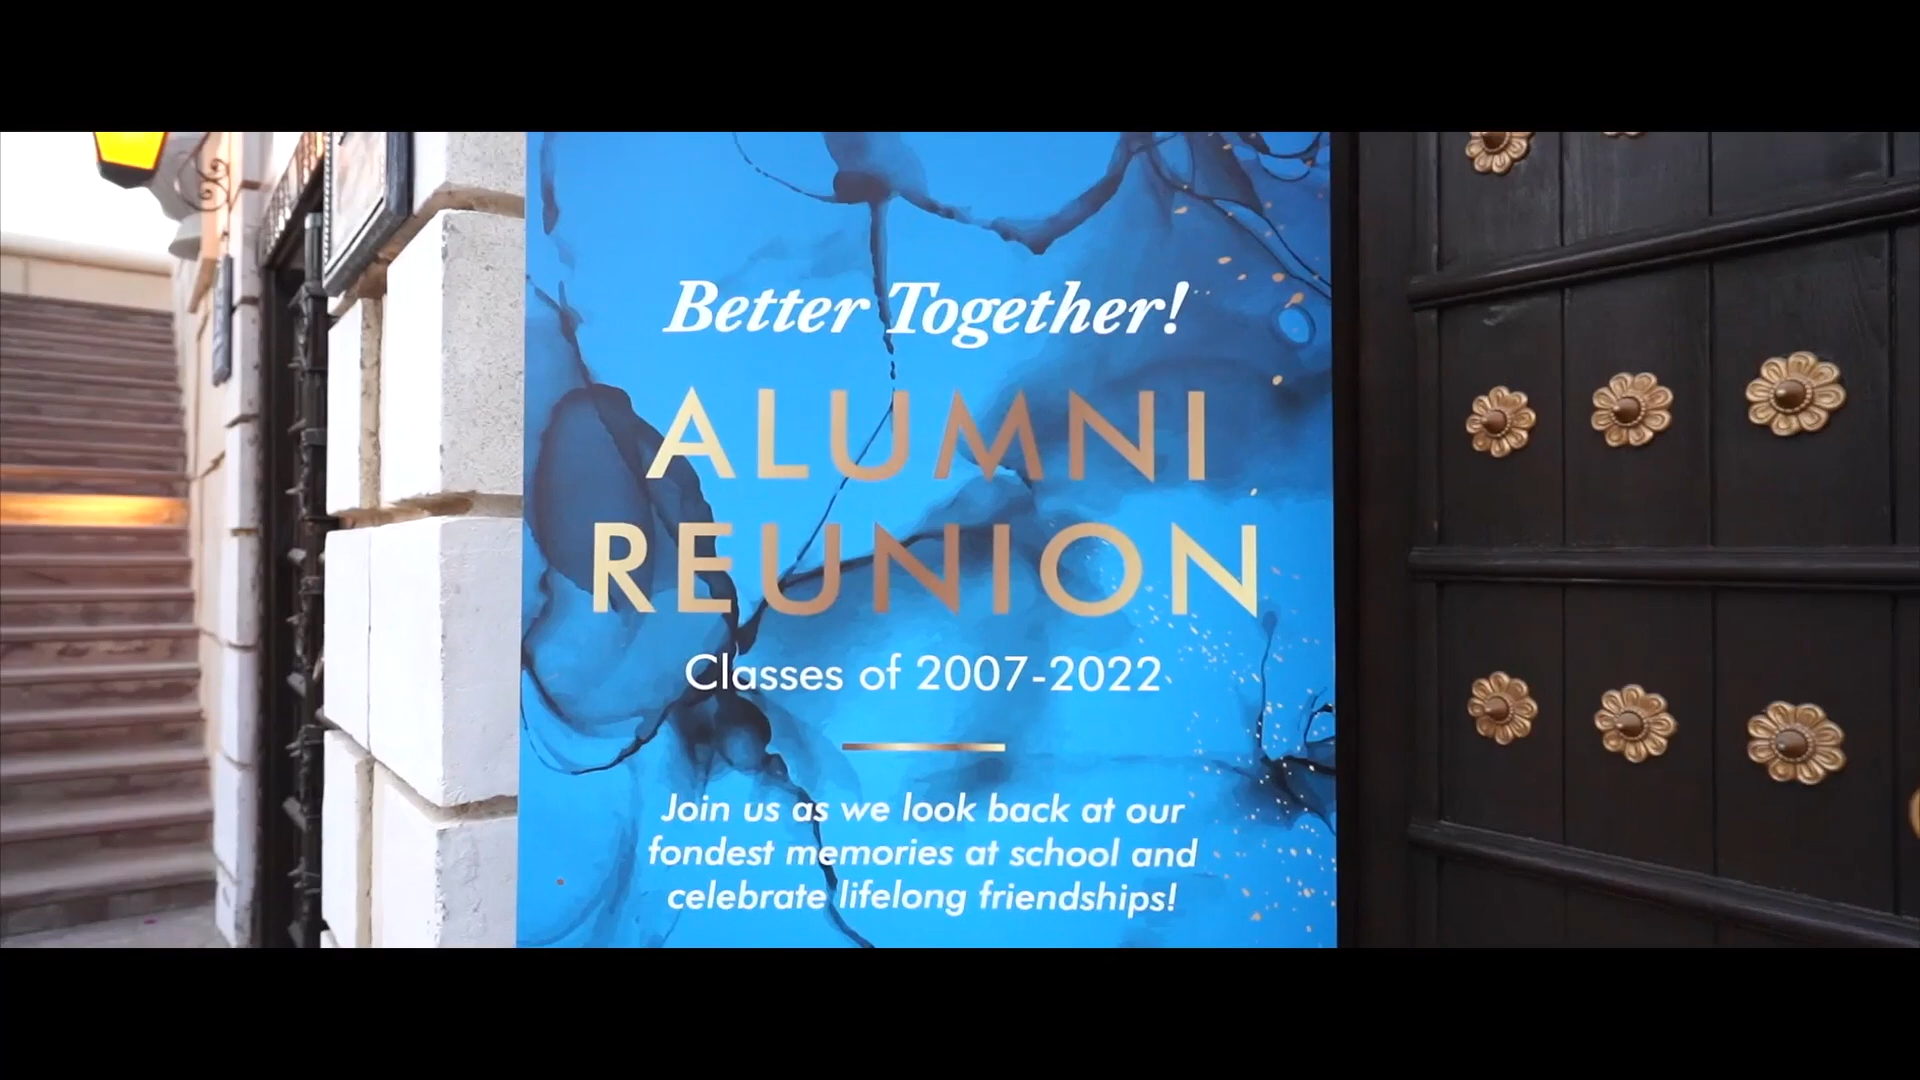 Better Together!
ALUMNI
REUNION
Classes of 2007-2022
Join us as we look back at our
fondest memories at school and
celebrate lifelong friendships!